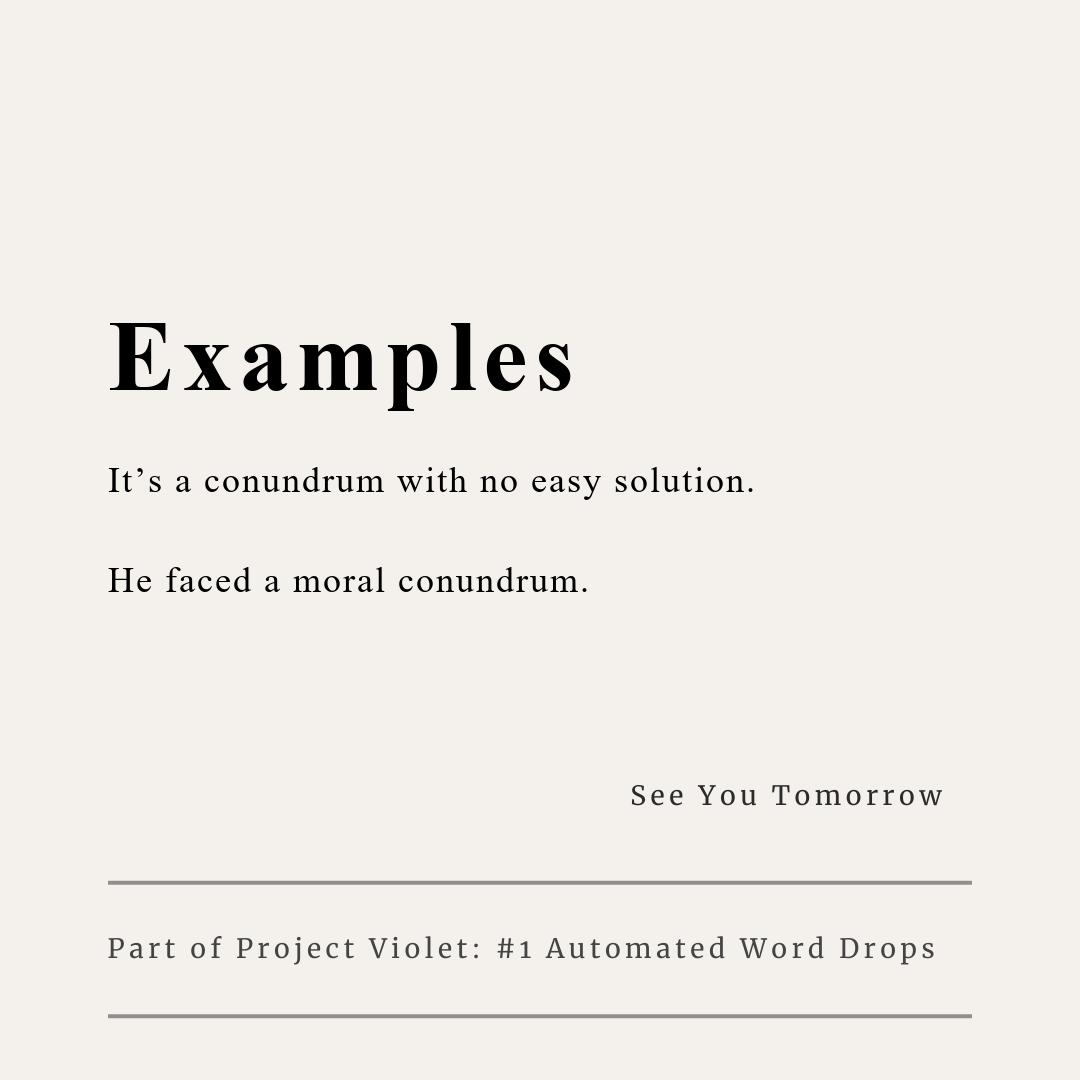 Examples
It’s a conundrum with no easy solution.
He faced a moral conundrum.
See You Tomorrow
Part of Project Violet: #1 Automated Word Drops